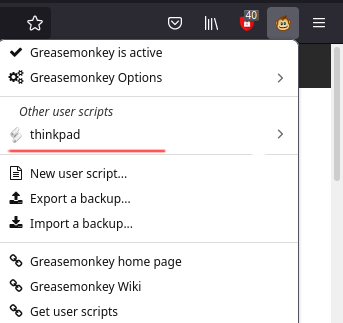 40
Greasemonkey is active
Greasemonkey Options
Other user scripts
thinkpad
New user script...
Export a backup...
Import a backup...
Greasemonkey home page
Greasemonkey Wiki
Get user scripts